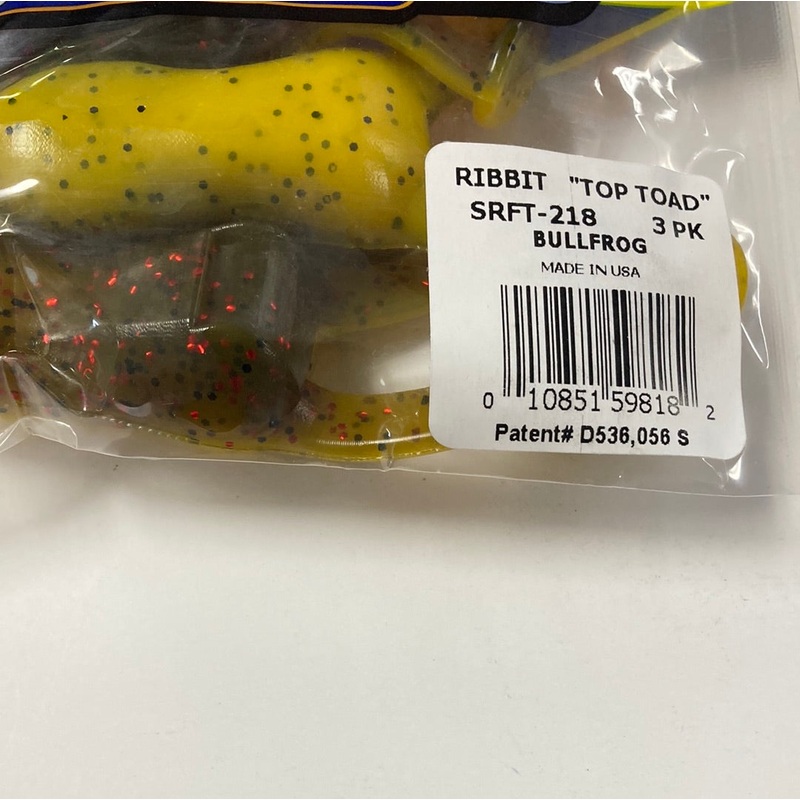 RIBBIT "TOP TOAD"
SRFT-218 3 PK
BULLFROG
MADE IN USA
0 10851 59818 2
Patent# D536,056 S